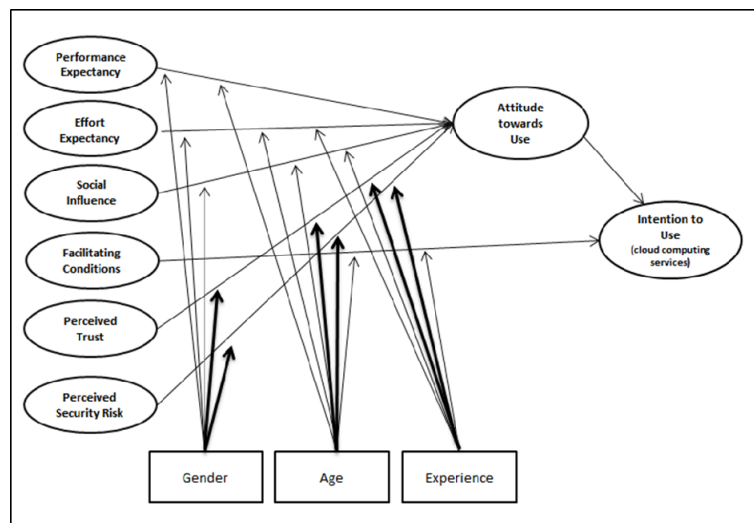 Performance
Expectancy
Effort
Expectancy
Social
Influence
Facilitating
Conditions
Perceived
Trust
Perceived
Security Risk
Attitude
towards
Use
Intention to
Use
(cloud computing
services)
Gender
Age
Experience